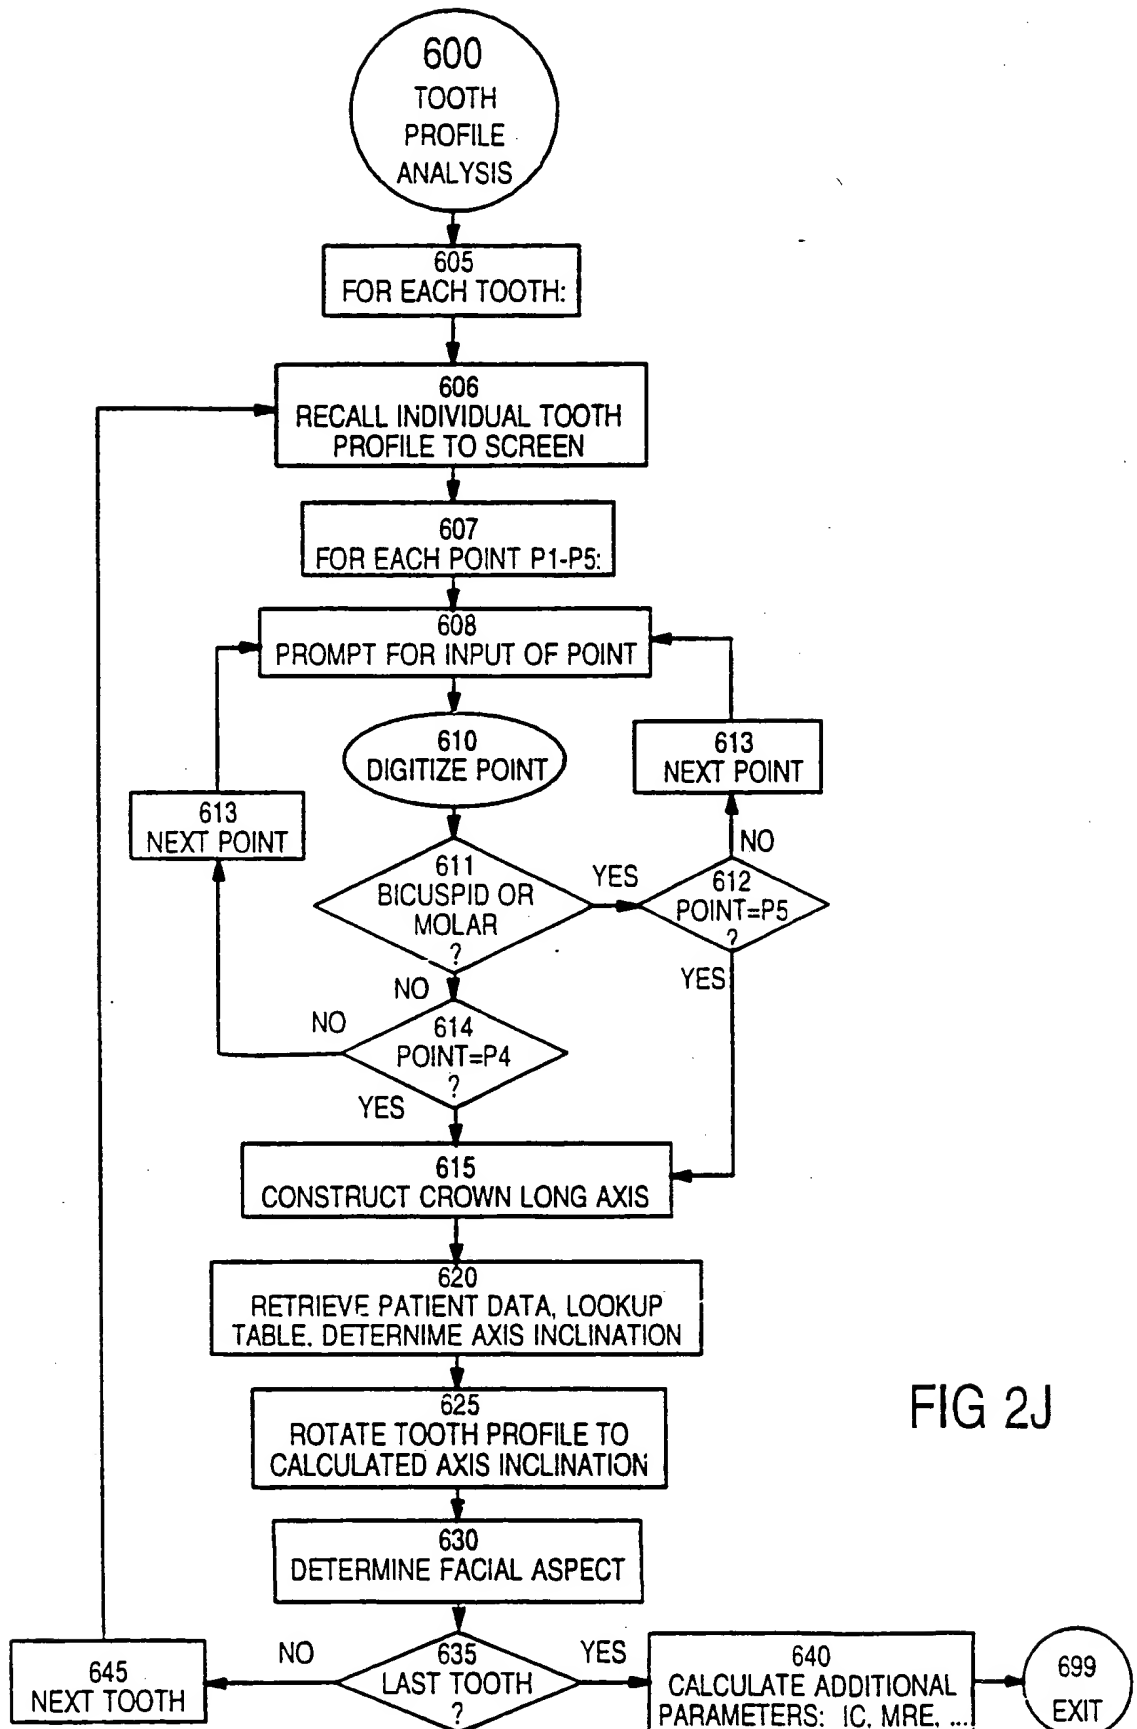 600
TOOTH
PROFILE
ANALYSIS
605
FOR EACH TOOTH:
606
RECALL INDIVIDUAL TOOTH
PROFILE TO SCREEN
607
FOR EACH POINT P1-P5:
608
PROMPT FOR INPUT OF POINT
610
DIGITIZE POINT
613
NEXT POINT
613
NEXT POINT
611
BICUSPID OR
MOLAR
?
YES
NO
612
POINT=P5
?
NO
YES
614
POINT=P4
?
NO
YES
615
CONSTRUCT CROWN LONG AXIS
620
RETRIEVE PATIENT DATA, LOOKUP
TABLE. DETERNIME AXIS INCLINATION
625
ROTATE TOOTH PROFILE TO
CALCULATED AXIS INCLINATION
FIG 2J
630
DETERMINE FACIAL ASPECT
635
LAST TOOTH
?
NO
YES
645
NEXT TOOTH
640
CALCULATE ADDITIONAL
PARAMETERS: IC, MRE, ...
699
EXIT